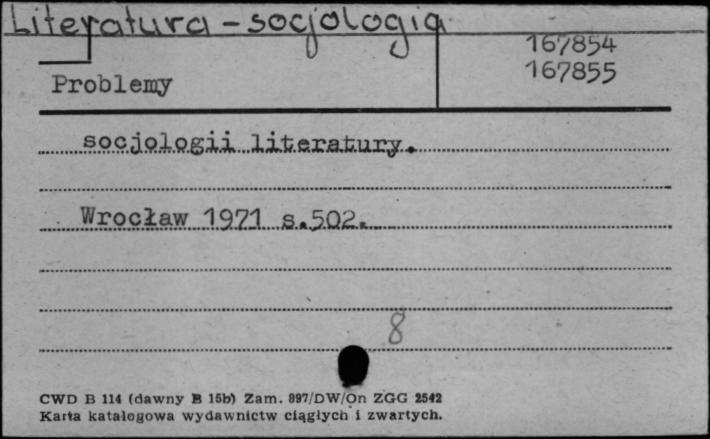 Literatura - socjologia
167854
167855
Problemy
socjologii literatury.
Wrocław 1971 s.502.
8
CWD B 114 (dawny B 15b) Zam. 897/DW/On ZGG 2542
Karta katalogowa wydawnictw ciągłych i zwartych.